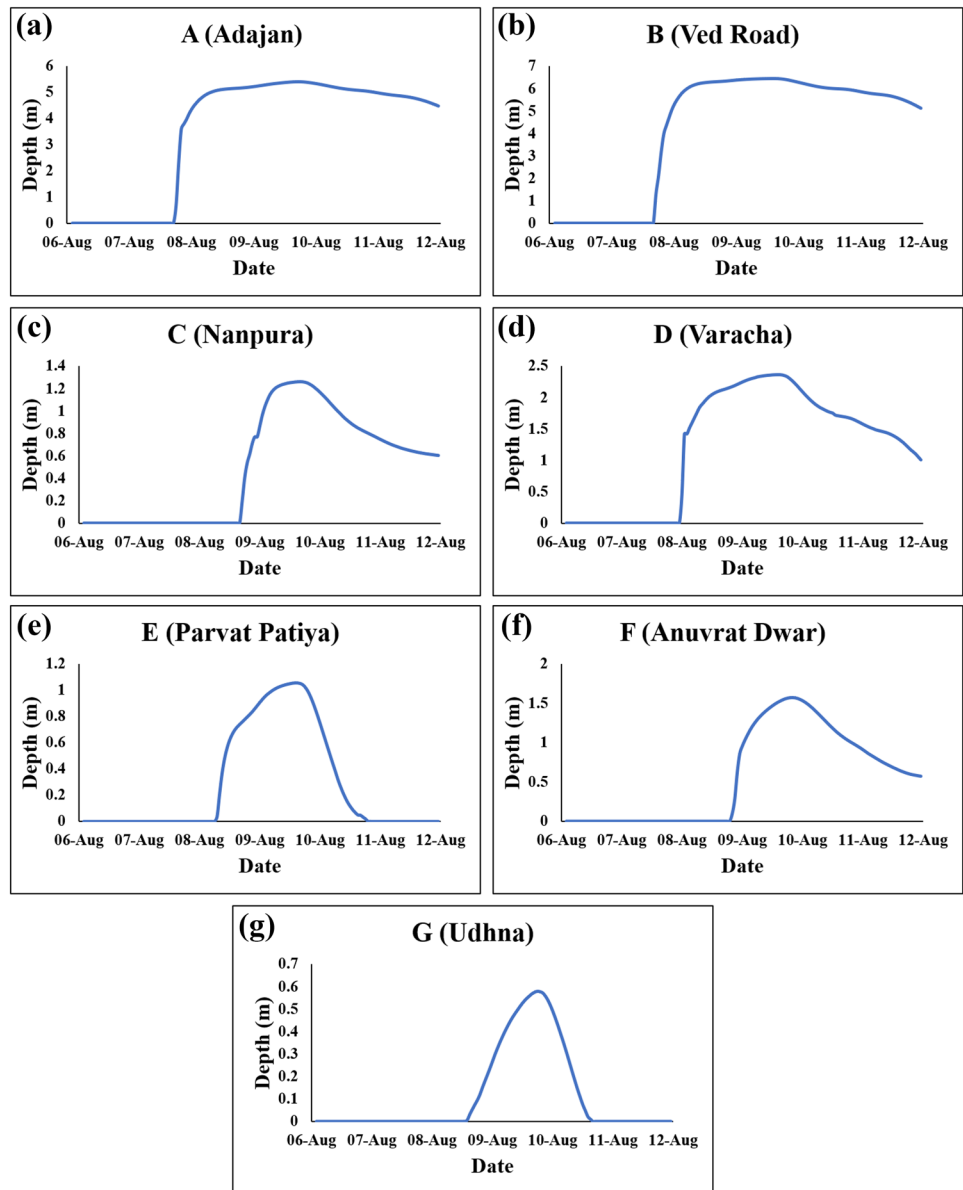 (a)
A (Adajan)
Depth (m)
6
5
4
3
2
1
0
06-Aug 07-Aug 08-Aug 09-Aug 10-Aug 11-Aug 12-Aug
Date
(b)
B (Ved Road)
Depth (m)
7
6
5
4
3
2
1
0
06-Aug 07-Aug 08-Aug 09-Aug 10-Aug 11-Aug 12-Aug
Date
(c)
C (Nanpura)
Depth (m)
1.4
1.2
1
0.8
0.6
0.4
0.2
0
06-Aug 07-Aug 08-Aug 09-Aug 10-Aug 11-Aug 12-Aug
Date
(d)
D (Varacha)
Depth (m)
2.5
2
1.5
1
0.5
0
06-Aug 07-Aug 08-Aug 09-Aug 10-Aug 11-Aug 12-Aug
Date
(e)
E (Parvat Patiya)
Depth (m)
1.2
1
0.8
0.6
0.4
0.2
0
06-Aug 07-Aug 08-Aug 09-Aug 10-Aug 11-Aug 12-Aug
Date
(f)
F (Anuvrat Dwar)
Depth (m)
2
1.5
1
0.5
0
06-Aug 07-Aug 08-Aug 09-Aug 10-Aug 11-Aug 12-Aug
Date
(g)
G (Udhna)
Depth (m)
0.7
0.6
0.5
0.4
0.3
0.2
0.1
0
06-Aug 07-Aug 08-Aug 09-Aug 10-Aug 11-Aug 12-Aug
Date